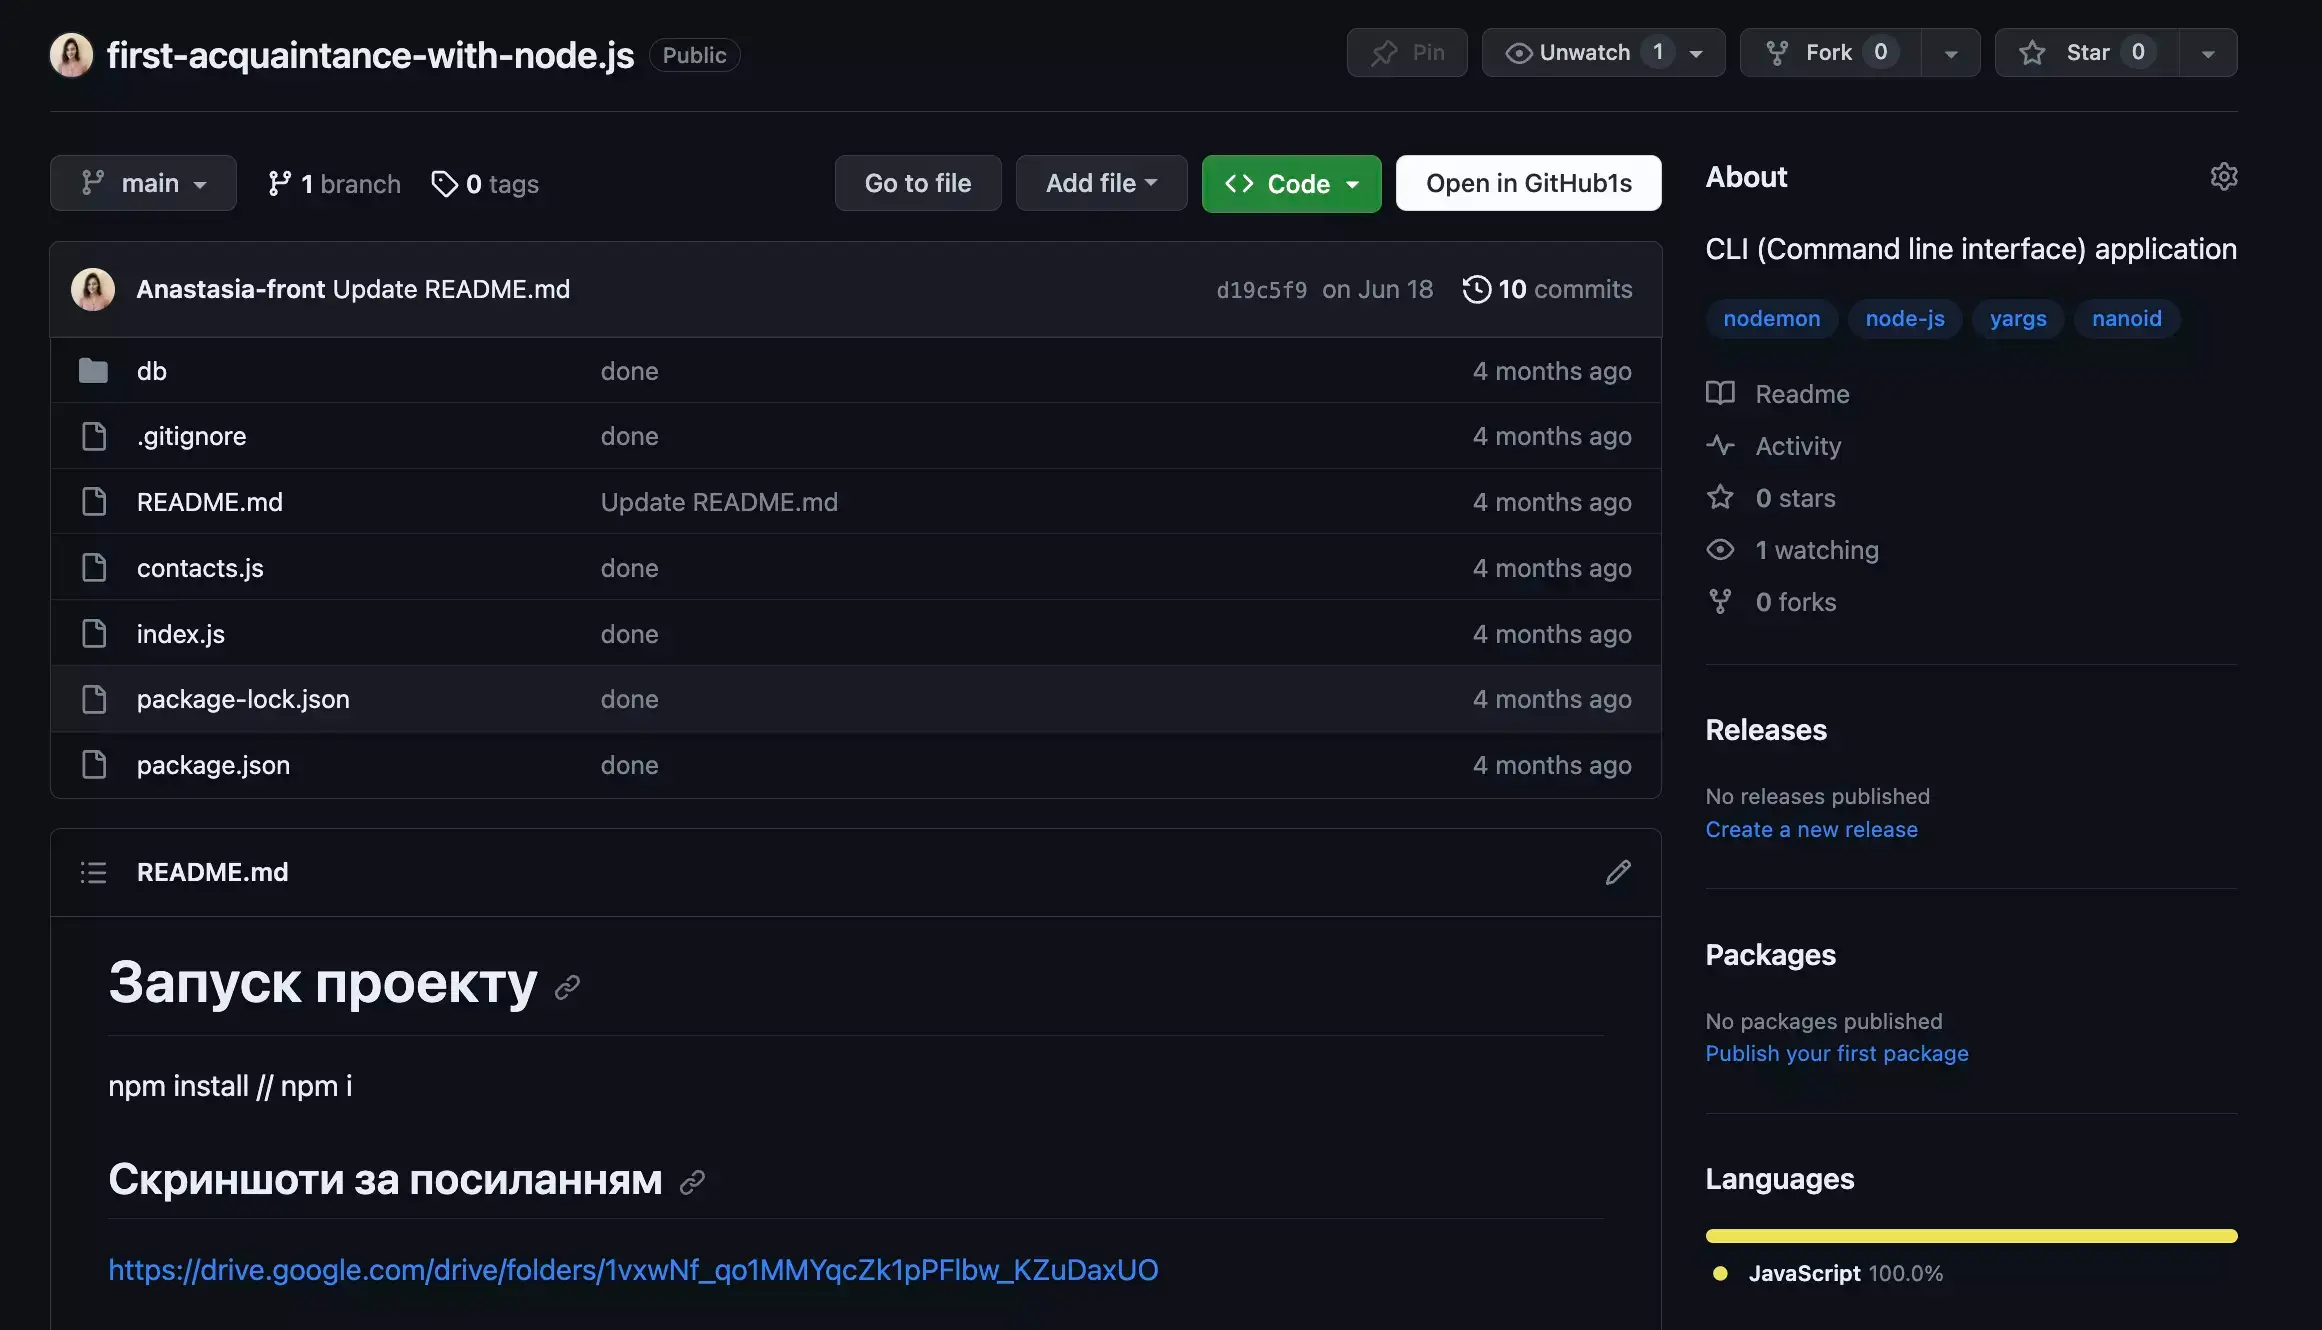 first-acquaintance-with-node.js Public
Pin Unwatch 1 Fork 0 Star 0
main 1 branch 0 tags Go to file Add file <> Code Open in GitHub1s
Anastasia-front Update README.md d19c5f9 on Jun 18 10 commits
db done 4 months ago
.gitignore done 4 months ago
README.md Update README.md 4 months ago
contacts.js done 4 months ago
index.js done 4 months ago
package-lock.json done 4 months ago
package.json done 4 months ago
README.md
Запуск проекту
npm install // npm i
Скриншоти за посиланням
https://drive.google.com/drive/folders/1vxwNf_qo1MMYqcZk1pPFlbw_KZuDaxUO
About
CLI (Command line interface) application
nodemon node-js yargs nanoid
Readme
Activity
0 stars
1 watching
0 forks
Releases
No releases published
Create a new release
Packages
No packages published
Publish your first package
Languages
JavaScript 100.0%